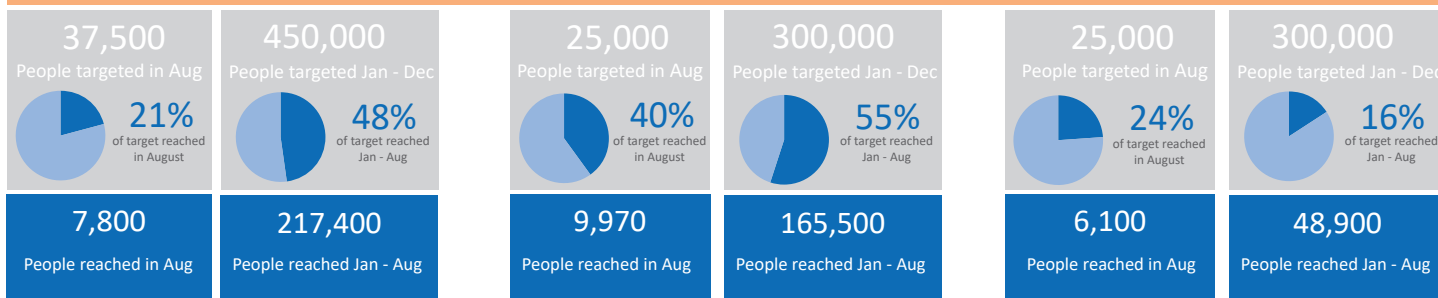 37,500
People targeted in Aug
21%
of target reached
in August
7,800
People reached in Aug
450,000
People targeted Jan - Dec
48%
of target reached
Jan - Aug
217,400
People reached Jan - Aug
25,000
People targeted in Aug
40%
of target reached
in August
9,970
People reached in Aug
300,000
People targeted Jan - Dec
55%
of target reached
Jan - Aug
165,500
People reached Jan - Aug
25,000
People targeted in Aug
24%
of target reached
in August
6,100
People reached in Aug
300,000
People targeted Jan - Dec
16%
of target reached
Jan - Aug
48,900
People reached Jan - Aug